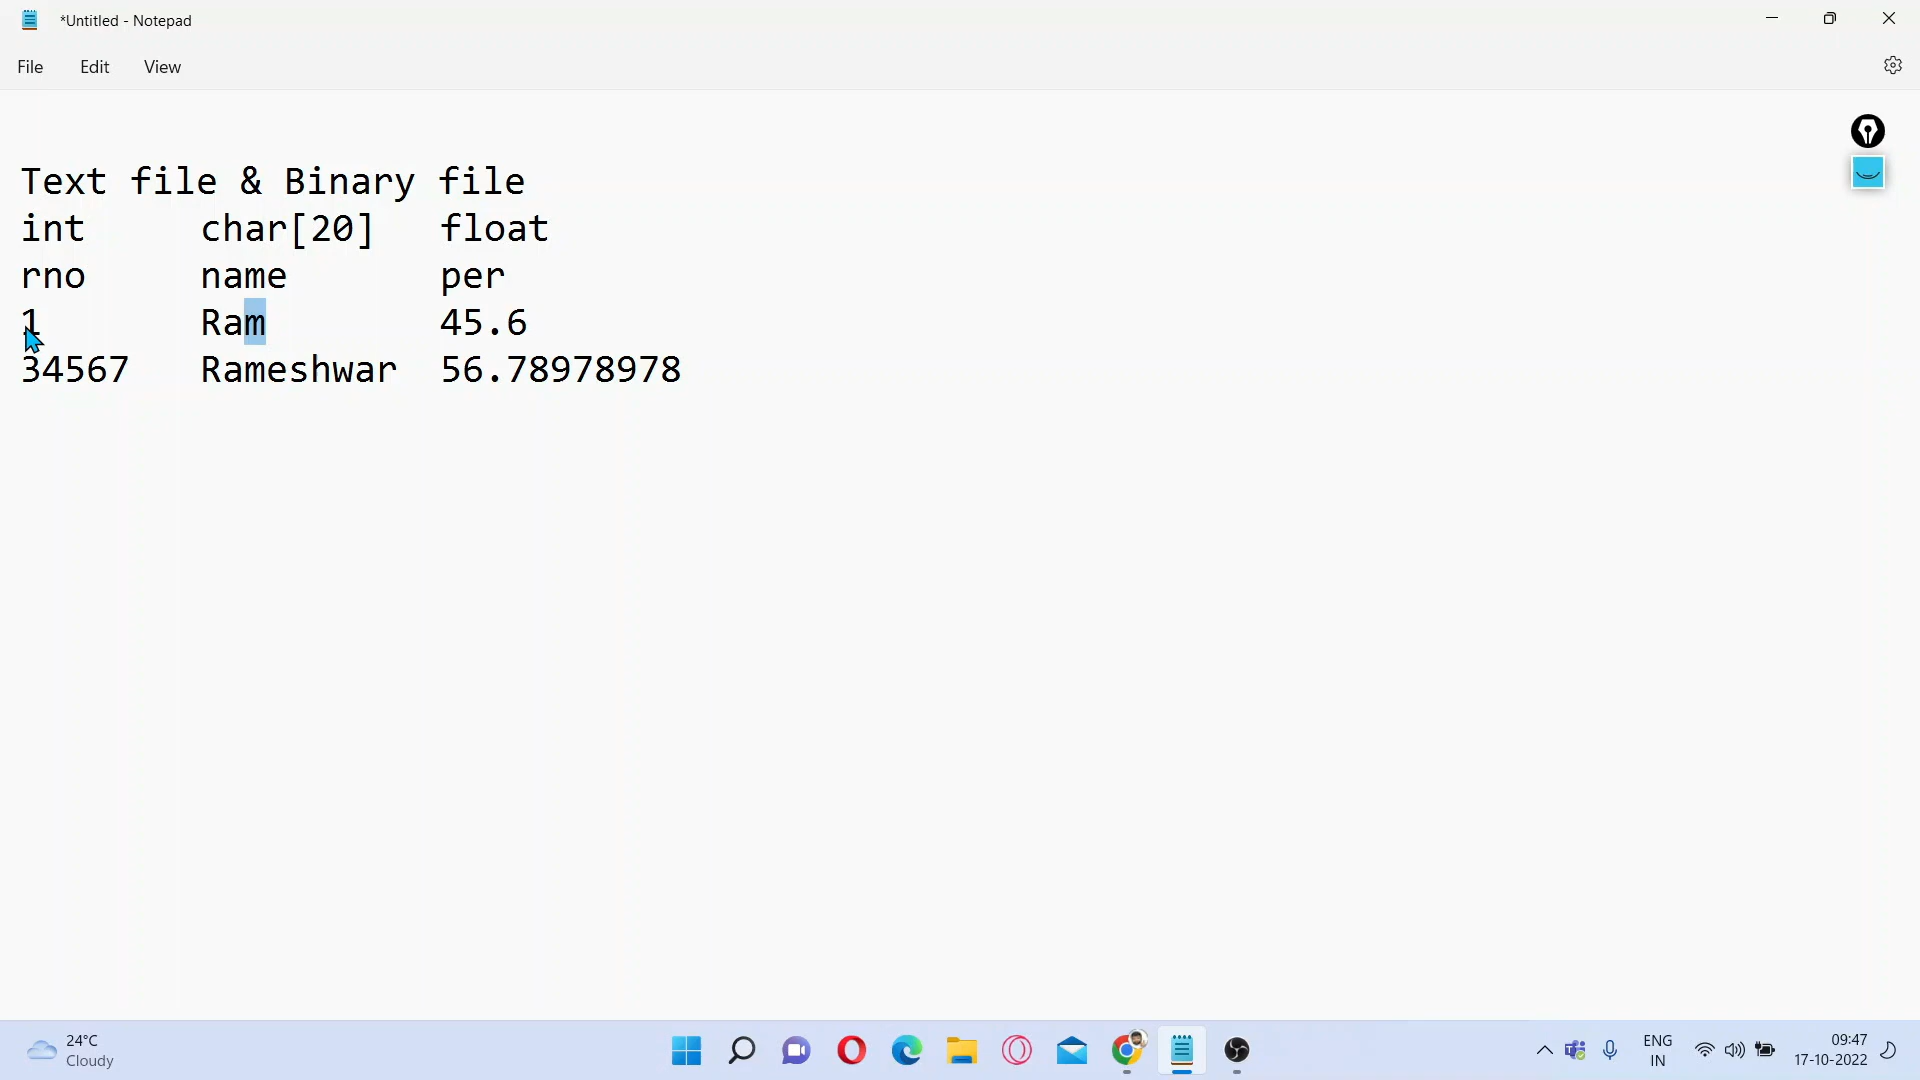 *Untitled - Notepad
File Edit View
Text file & Binary file
int char[20] float
rno name per
1 Ram 45.6
34567 Rameshwar 56.78978978
24°C
Cloudy
ENG
IN
09:47
17-10-2022